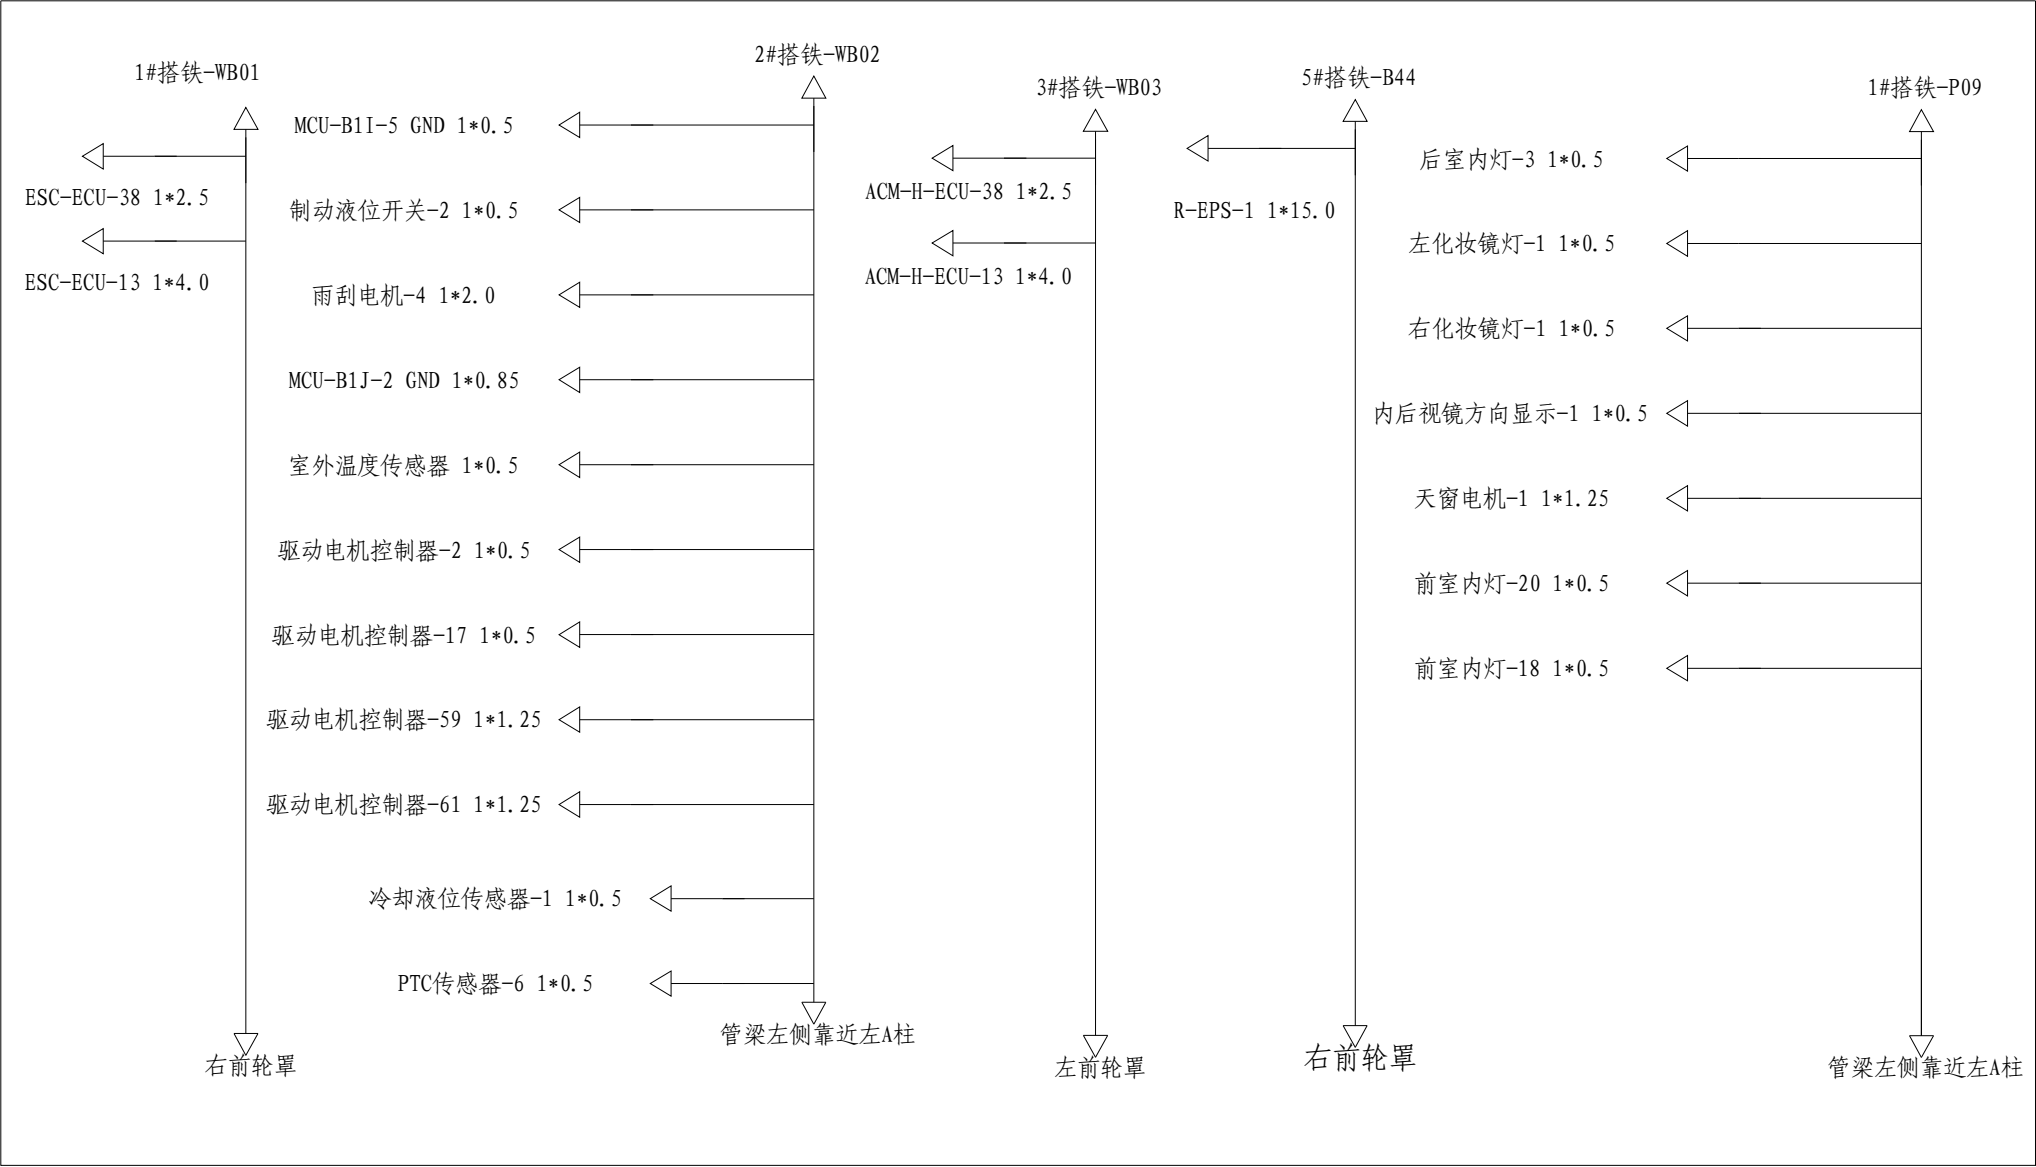 1#搭铁-WB01
ESC-ECU-38 1*2.5
ESC-ECU-13 1*4.0
右前轮罩
2#搭铁-WB02
MCU-B1I-5 GND 1*0.5
制动液位开关-2 1*0.5
雨刮电机-4 1*2.0
MCU-B1J-2 GND 1*0.85
室外温度传感器 1*0.5
驱动电机控制器-2 1*0.5
驱动电机控制器-17 1*0.5
驱动电机控制器-59 1*1.25
驱动电机控制器-61 1*1.25
冷却液位传感器-1 1*0.5
PTC传感器-6 1*0.5
管梁左侧靠近左A柱
3#搭铁-WB03
ACM-H-ECU-38 1*2.5
ACM-H-ECU-13 1*4.0
左前轮罩
5#搭铁-B44
R-EPS-1 1*15.0
右前轮罩
1#搭铁-P09
后室内灯-3 1*0.5
左化妆镜灯-1 1*0.5
右化妆镜灯-1 1*0.5
内后视镜方向显示-1 1*0.5
天窗电机-1 1*1.25
前室内灯-20 1*0.5
前室内灯-18 1*0.5
管梁左侧靠近左A柱